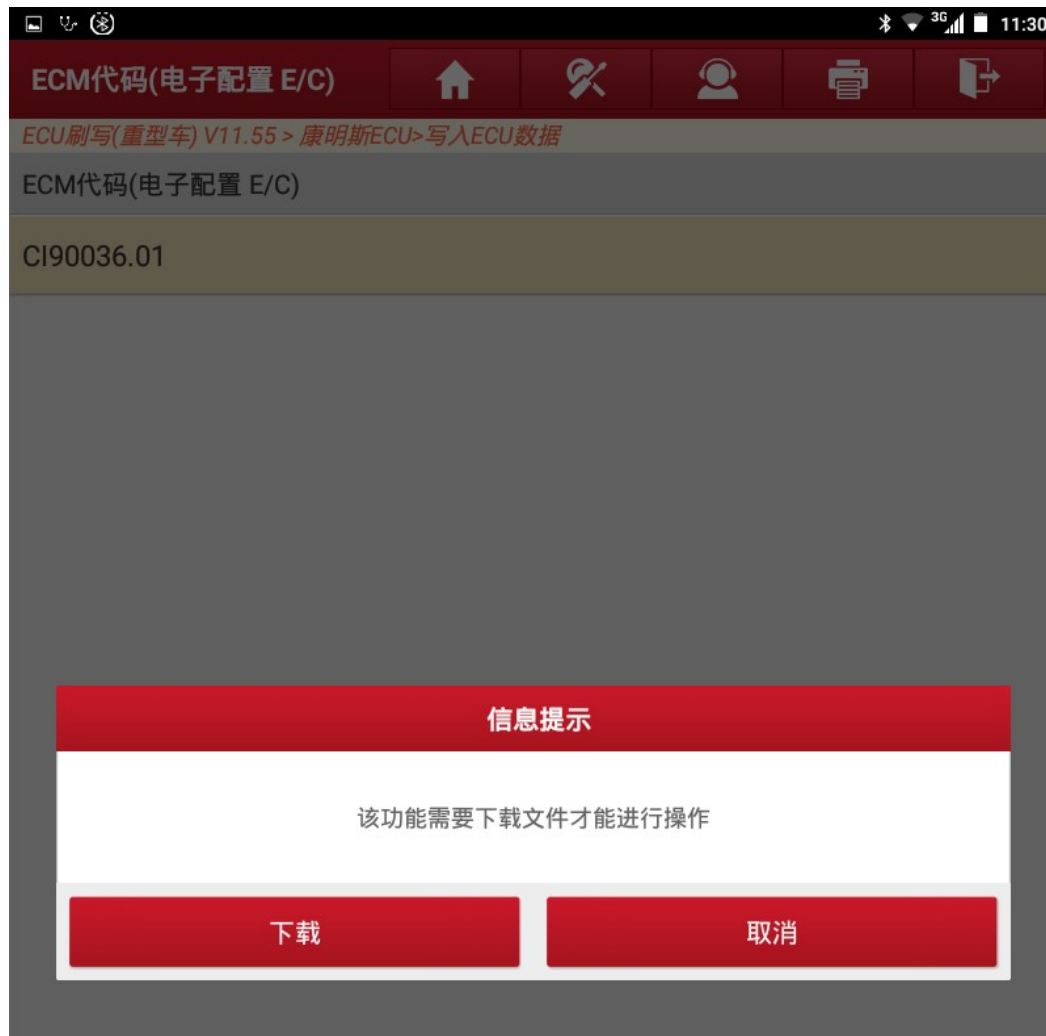 3G 11:30
ECM代码(电子配置 E/C)
ECU刷写(重型车) V11.55 > 康明斯ECU>写入ECU数据
ECM代码(电子配置 E/C)
CI90036.01
信息提示
该功能需要下载文件才能进行操作
下载
取消